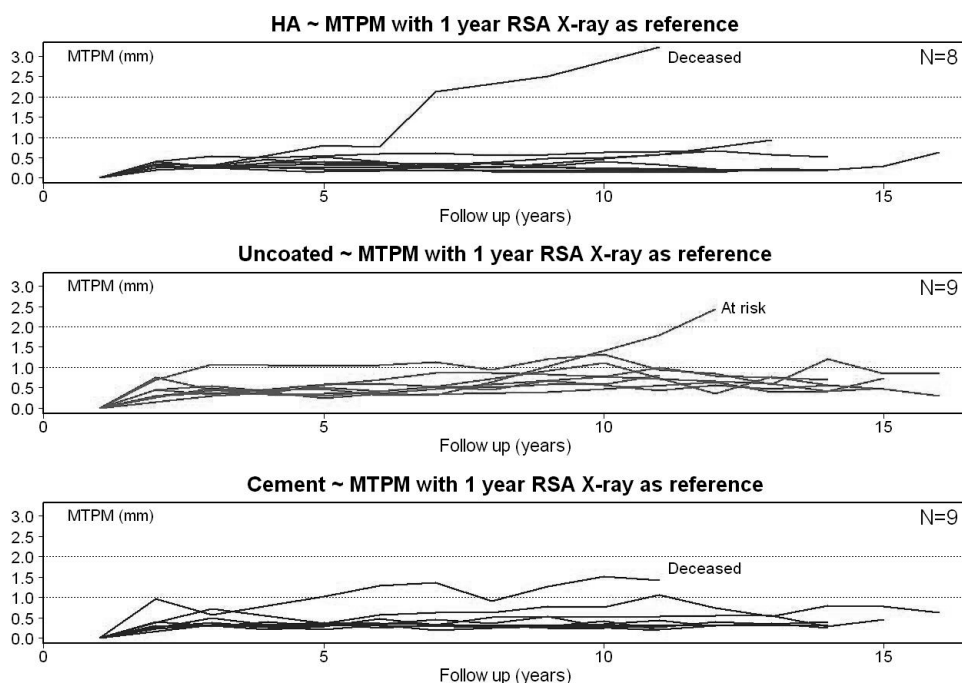 HA ~ MTPM with 1 year RSA X-ray as reference
MTPM (mm)
Deceased
N=8
3.0
2.5
2.0
1.5
1.0
0.5
0.0
0 5 10 15
Follow up (years)
Uncoated ~ MTPM with 1 year RSA X-ray as reference
MTPM (mm)
N=9
At risk
3.0
2.5
2.0
1.5
1.0
0.5
0.0
0 5 10 15
Follow up (years)
Cement ~ MTPM with 1 year RSA X-ray as reference
MTPM (mm)
N=9
Deceased
3.0
2.5
2.0
1.5
1.0
0.5
0.0
0 5 10 15
Follow up (years)